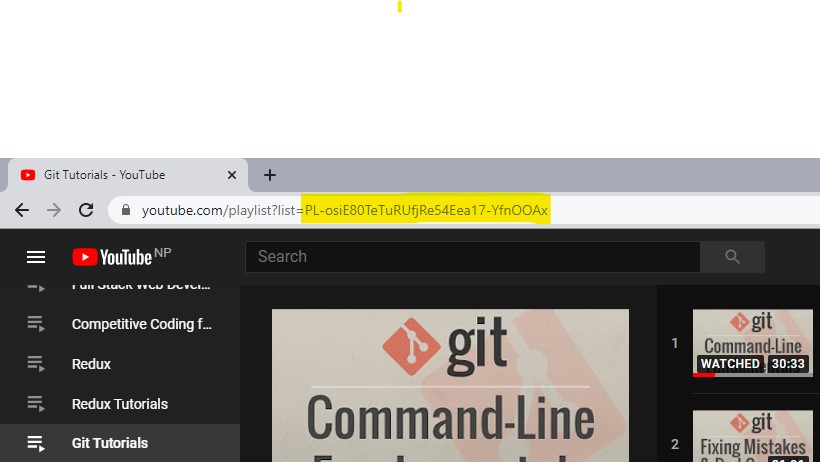 Git Tutorials - YouTube
youtube.com/playlist?list=PL-osiE80TeTuRUfjRe54Eea17-YfnOOAx
YouTube NP
Search
Full Stack Web Devel...
Competitive Coding f...
Redux
Redux Tutorials
Git Tutorials
git
Command-Line
1
git
Command-Line
WATCHED 30:33
2
git
Fixing Mistakes